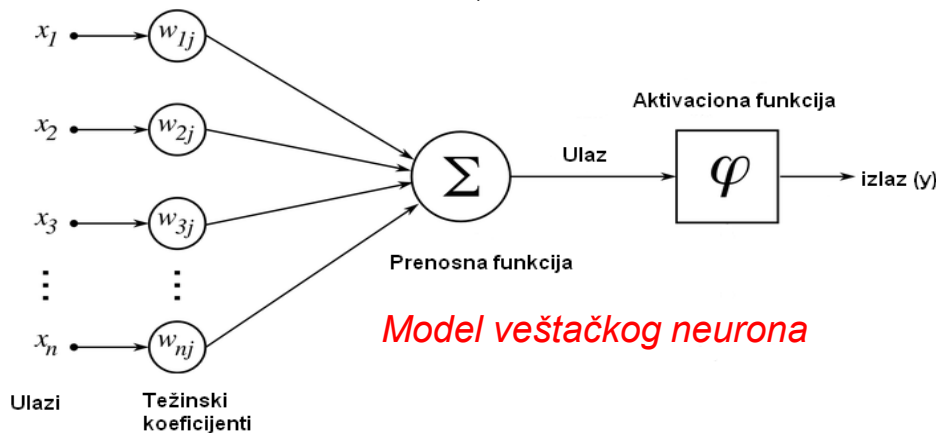 x1
w1j
Aktivaciona funkcija
x2
w2j
Σ
Ulaz
φ
izlaz (y)
x3
w3j
Prenosna funkcija
⋮ ⋮
Model veštačkog neurona
xn
wnj
Ulazi
Težinski
koeficijenti